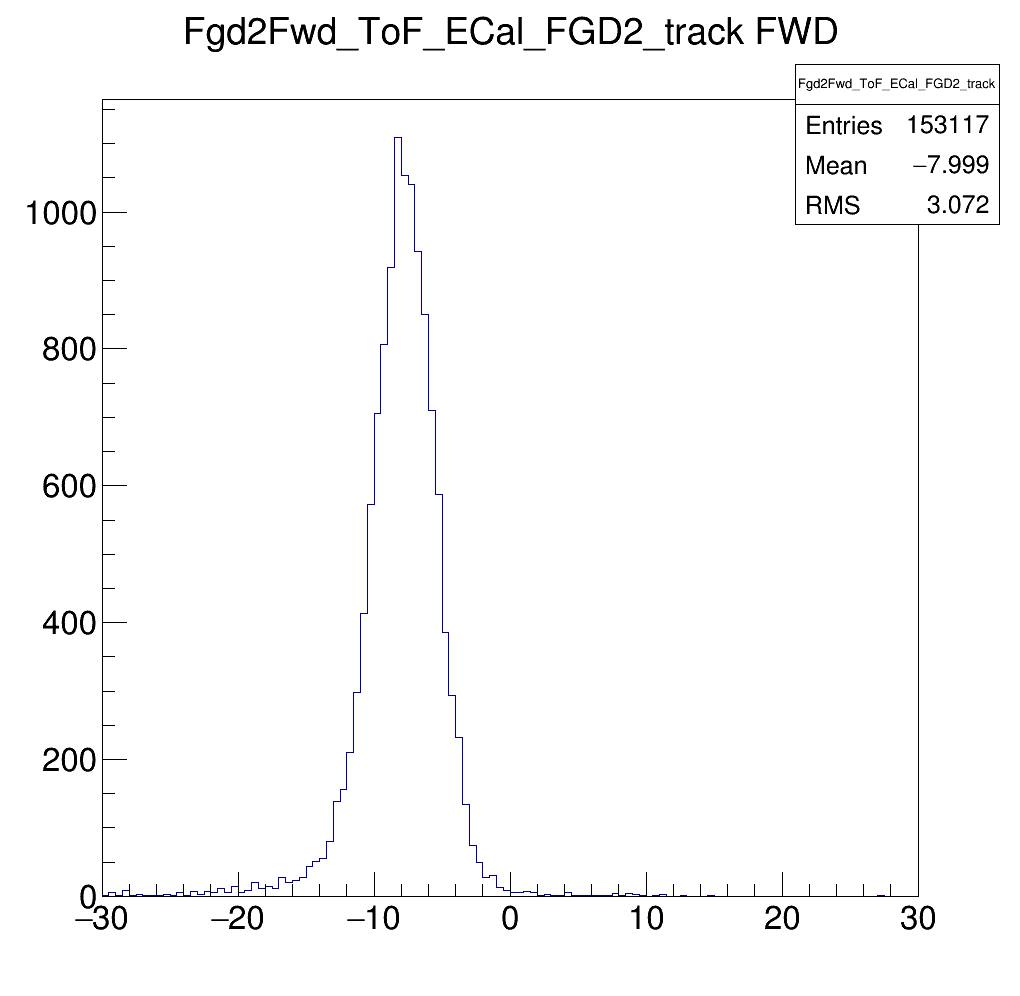 Fgd2Fwd_ToF_ECal_FGD2_track FWD
Fgd2Fwd_ToF_ECal_FGD2_track
Entries 153117
Mean −7.999
RMS 3.072
1000
800
600
400
200
0
−30 −20 −10 0 10 20 30